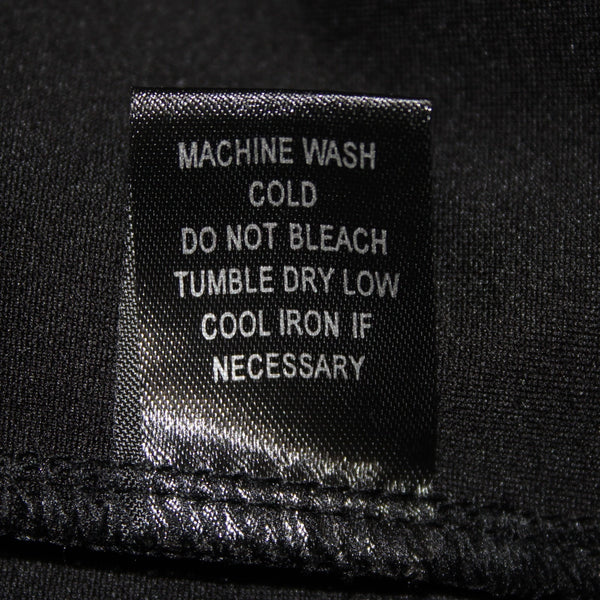 MACHINE WASH
COLD
DO NOT BLEACH
TUMBLE DRY LOW
COOL IRON IF
NECESSARY